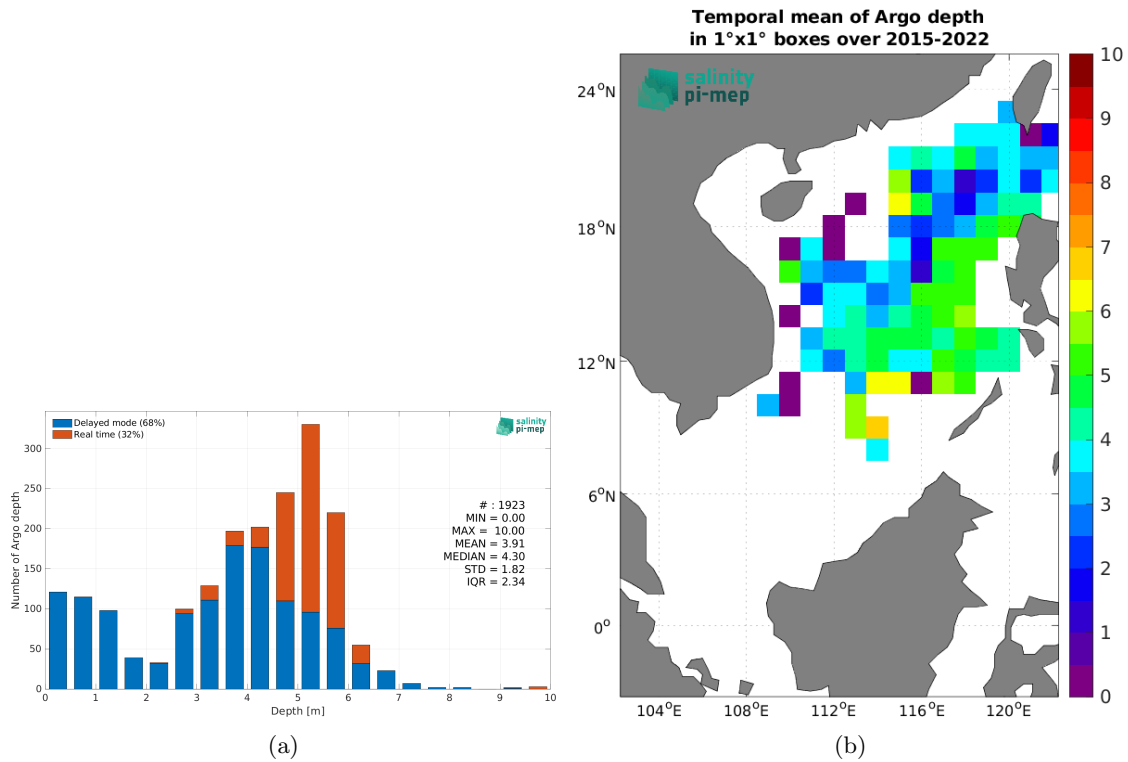 Delayed mode (68%)
Real time (32%)
salinity
pi-mep
# : 1923
MIN = 0.00
MAX = 10.00
MEAN = 3.91
MEDIAN = 4.30
STD = 1.82
IQR = 2.34
Number of Argo depth
300
250
200
150
100
50
0
0 1 2 3 4 5 6 7 8 9 10
Depth [m]
(a)
Temporal mean of Argo depth
in 1°x1° boxes over 2015-2022
salinity
pi-mep
24°N
18°N
12°N
6°N
0°
104°E 108°E 112°E 116°E 120°E
10
9
8
7
6
5
4
3
2
1
0
(b)